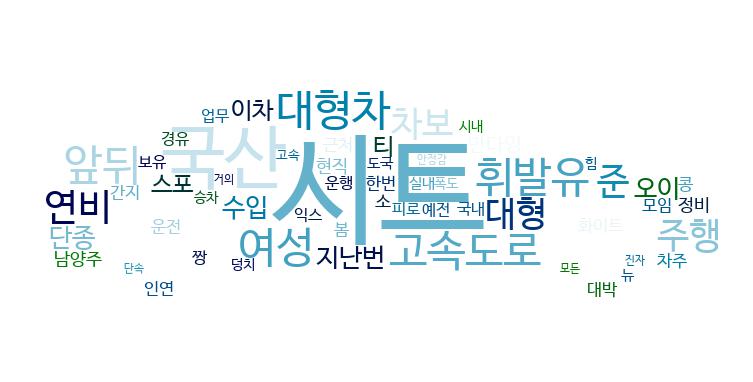 시트
국산
대형차
차보
이차
업무
경유
시내
앞뒤
보유
간지
스포
승차
거의
고속
현직
도국
티
안정감
힘
휘발유
준
오이
콩
연비
수입
운행
한번
실내폭도
소
익스
피로
예전
국내
대형
모임
정비
단종
운전
봄
화이트
주행
여성
지난번
고속도로
남양주
단속
짱
덩치
인연
모든
진자
차주
뉴
대박